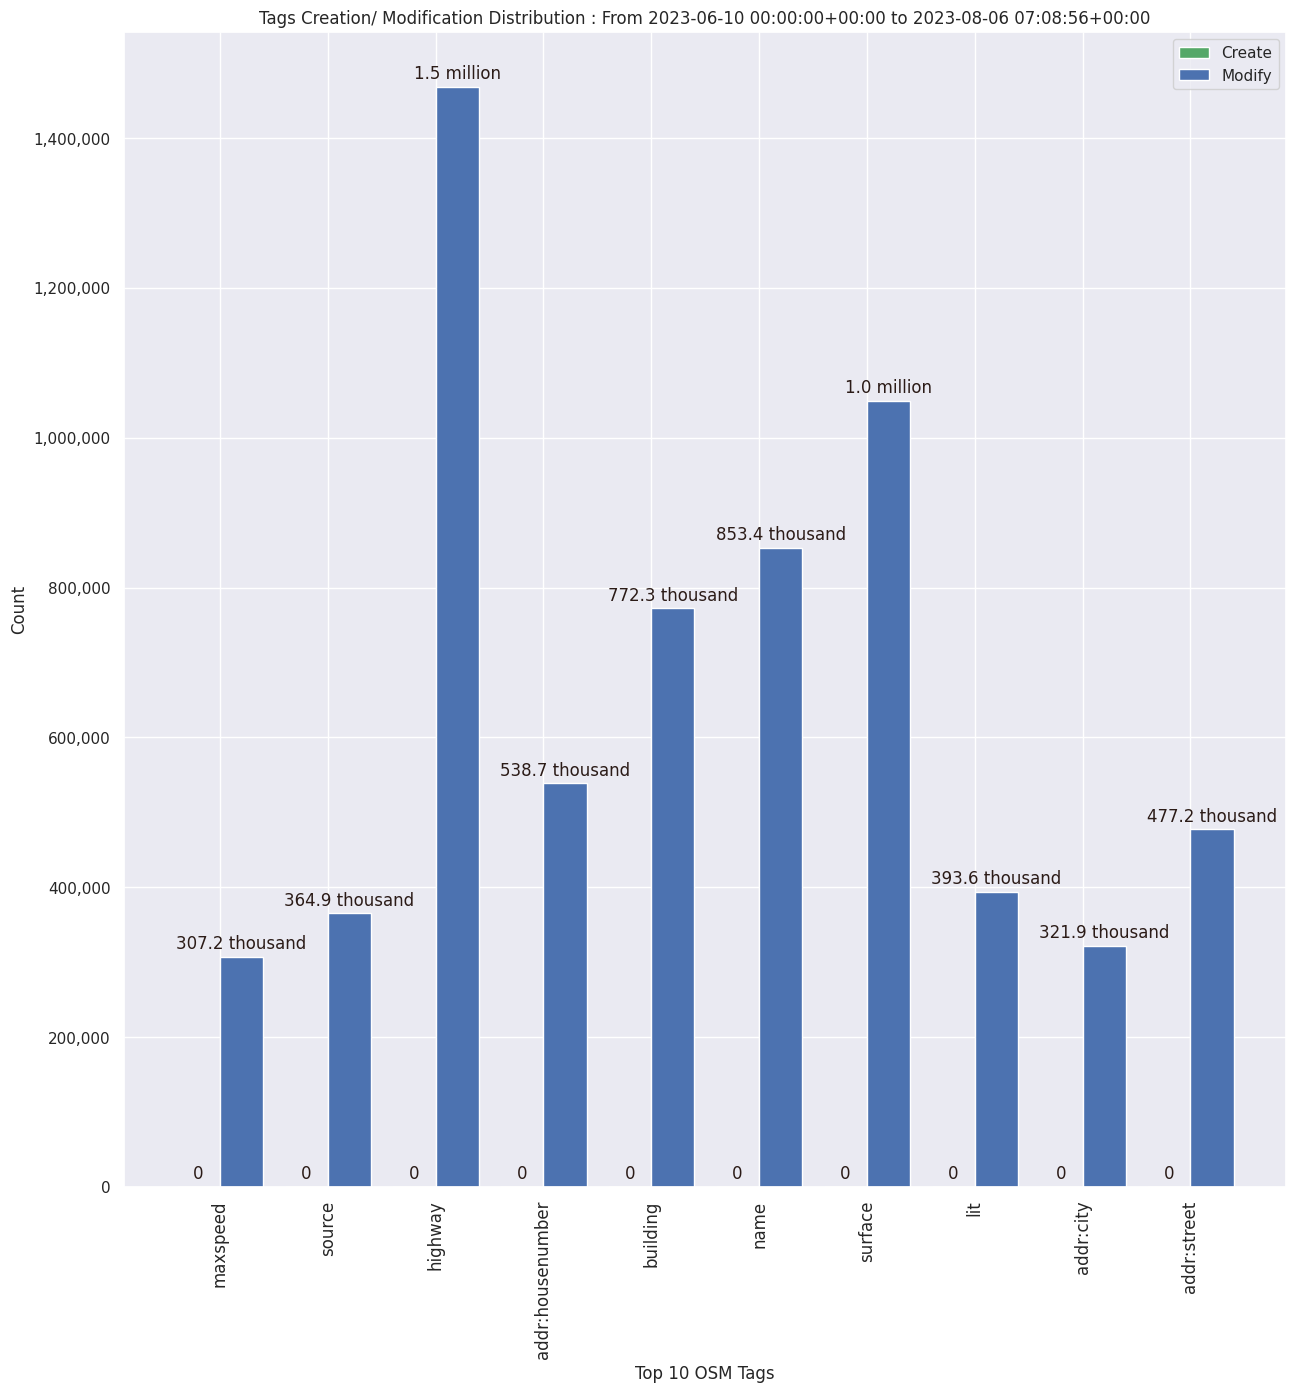 Tags Creation/ Modification Distribution : From 2023-06-10 00:00:00+00:00 to 2023-08-06 07:08:56+00:00
Create
Modify
1.5 million
1,400,000
1,200,000
1.0 million
1,000,000
853.4 thousand
772.3 thousand
800,000
Count
600,000
538.7 thousand
477.2 thousand
400,000
393.6 thousand
364.9 thousand
321.9 thousand
307.2 thousand
200,000
0 0 0 0 0 0 0 0 0 0
0
maxspeed
source
highway
addr:housenumber
building
name
surface
lit
addr:city
addr:street
Top 10 OSM Tags